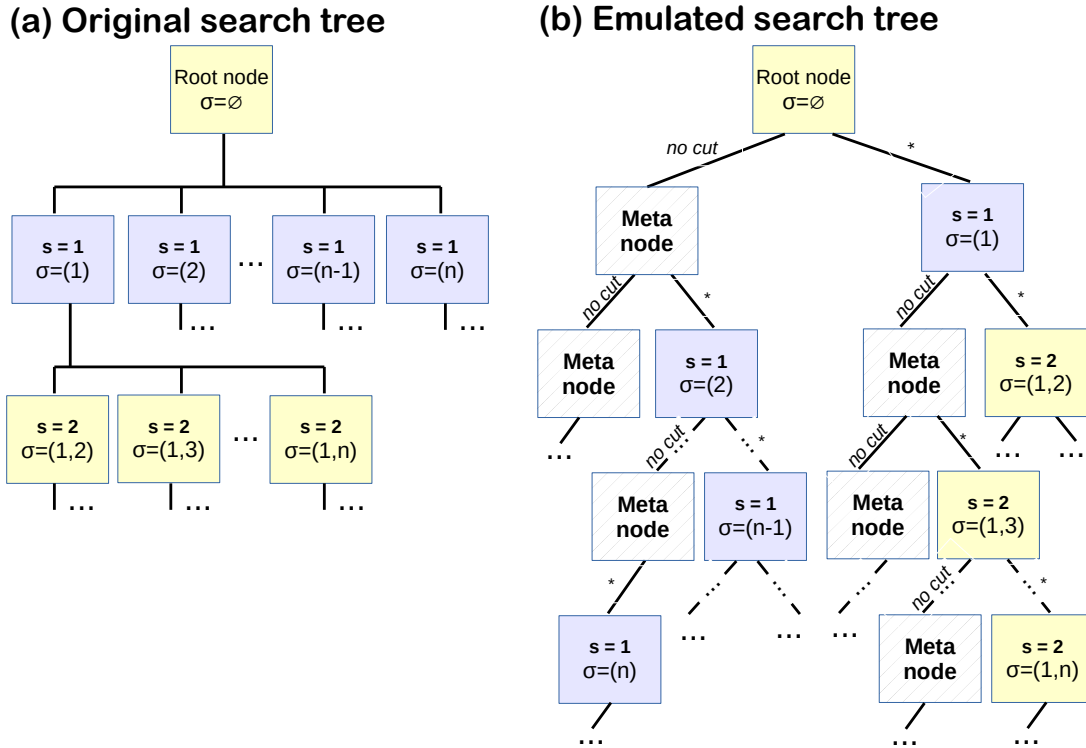 (a) Original search tree
Root node
σ=∅
s = 1
σ=(1)
s = 1
σ=(2)
...
s = 1
σ=(n-1)
s = 1
σ=(n)
...
...
...
s = 2
σ=(1,2)
s = 2
σ=(1,3)
...
s = 2
σ=(1,n)
...
...
...
(b) Emulated search tree
Root node
σ=∅
no cut
*
Meta
node
s = 1
σ=(1)
no cut
*
no cut
*
Meta
node
s = 1
σ=(2)
Meta
node
s = 2
σ=(1,2)
...
no cut
...
...
*
no cut
*
...
...
Meta
node
s = 1
σ=(n-1)
Meta
node
s = 2
σ=(1,3)
*
...
...
...
no cut
...
...
*
...
...
...
s = 1
σ=(n)
Meta
node
s = 2
σ=(1,n)
...
...
...